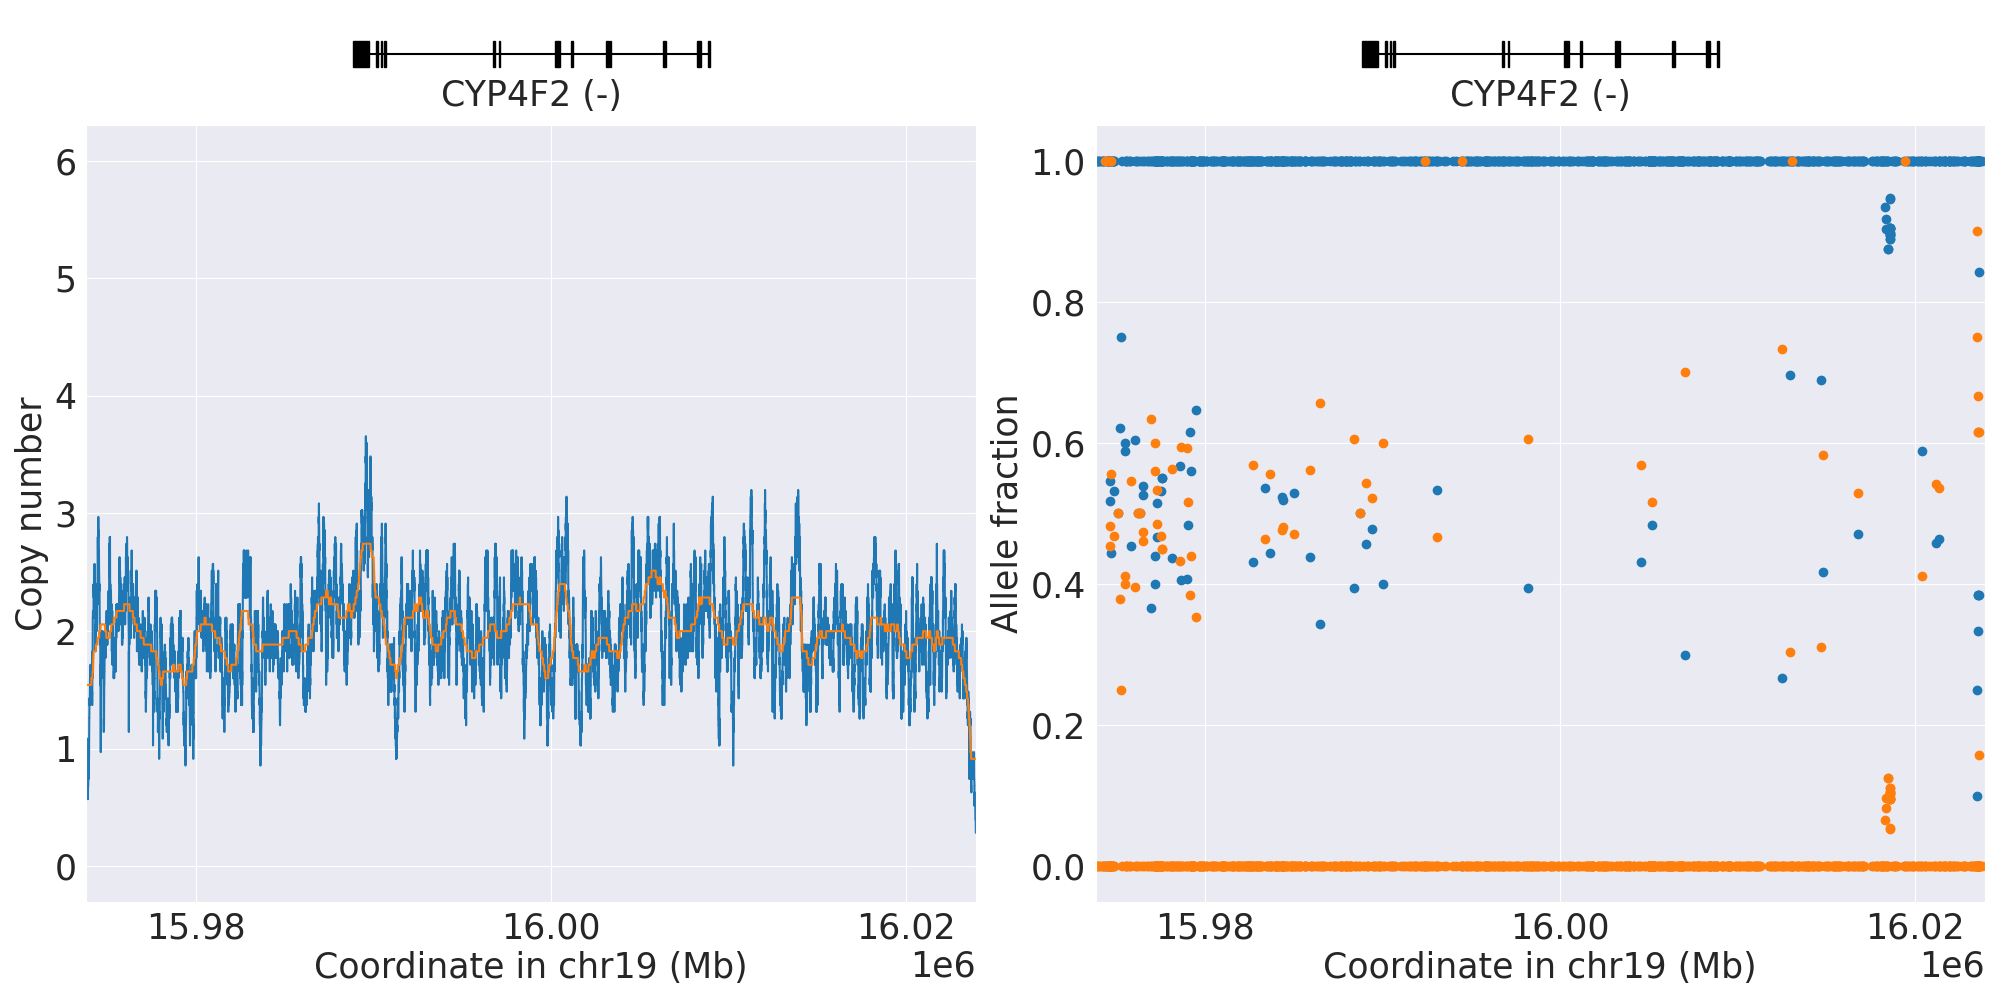 CYP4F2 (-)
6
5
4
3
2
1
0
Copy number
15.98
16.00
16.02
Coordinate in chr19 (Mb)
1e6
CYP4F2 (-)
1.0
0.8
0.6
0.4
0.2
0.0
Allele fraction
15.98
16.00
16.02
Coordinate in chr19 (Mb)
1e6